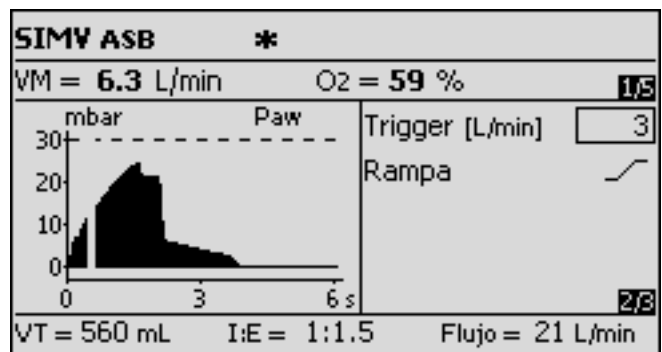 SIMV ASB *
VM = 6.3 L/min O2 = 59 % 1/5
mbar Paw
30
20
10
0
0 3 6 s
Trigger [L/min] 3
Rampa
2/3
VT = 560 mL I:E = 1:1.5 Flujo = 21 L/min